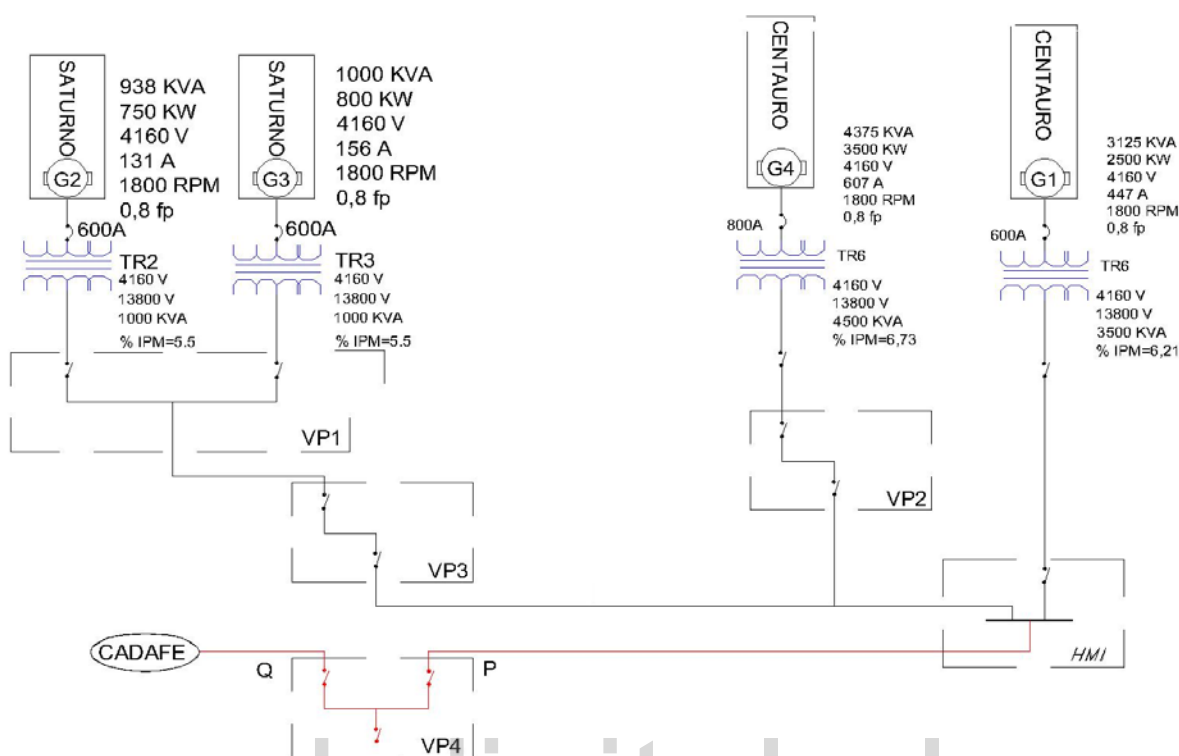 SATURNO
G2
938 KVA
750 KW
4160 V
131 A
1800 RPM
0,8 fp
600A
TR2
4160 V
13800 V
1000 KVA
% IPM=5.5
SATURNO
G3
1000 KVA
800 KW
4160 V
156 A
1800 RPM
0,8 fp
600A
TR3
4160 V
13800 V
1000 KVA
% IPM=5.5
CENTAURO
G4
4375 KVA
3500 KW
4160 V
607 A
1800 RPM
0,8 fp
800A
TR6
4160 V
13800 V
4500 KVA
% IPM=6,73
CENTAURO
G1
3125 KVA
2500 KW
4160 V
447 A
1800 RPM
0,8 fp
600A
TR6
4160 V
13800 V
3500 KVA
% IPM=6,21
VP1
VP2
VP3
HMI
CADAFE
Q
P
VP4